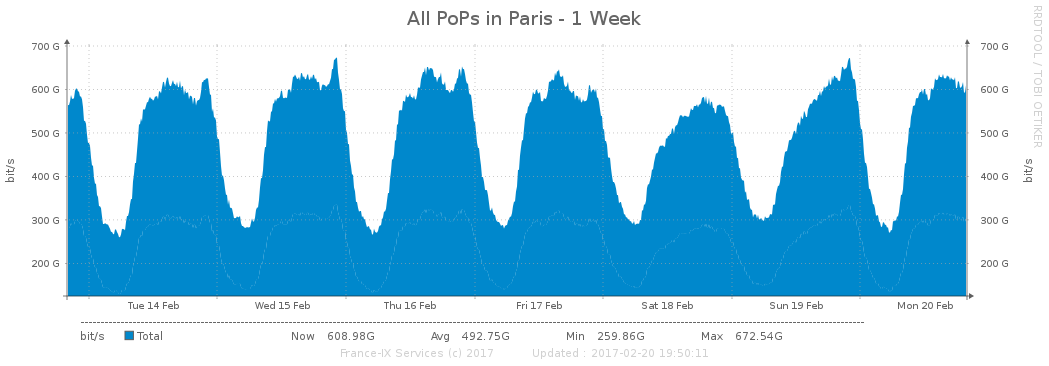 All PoPs in Paris - 1 Week
RRDTOOL / TOBI OETIKER
700 G 700 G
600 G 600 G
500 G 500 G
400 G 400 G
300 G 300 G
200 G 200 G
bit/s bit/s
Tue 14 Feb Wed 15 Feb Thu 16 Feb Fri 17 Feb Sat 18 Feb Sun 19 Feb Mon 20 Feb
bit/s Total Now 608.98G Avg 492.75G Min 259.86G Max 672.54G
France-IX Services (c) 2017 Updated : 2017-02-20 19:50:11